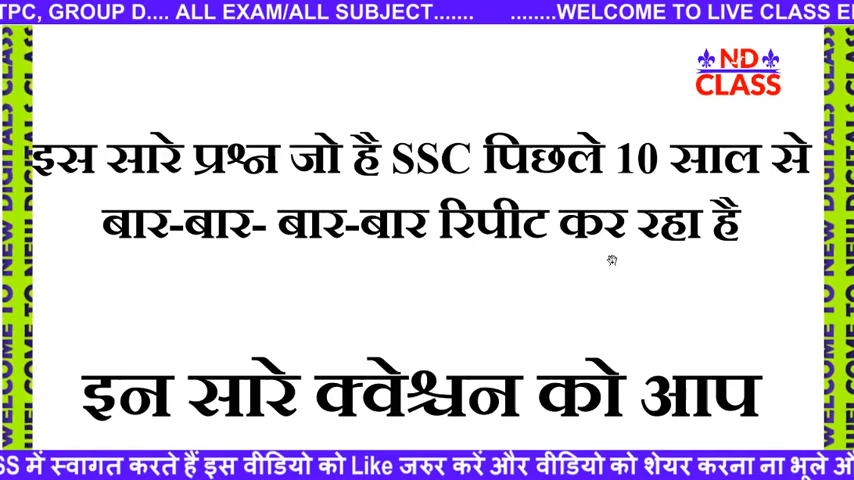 TPC, GROUP D.... ALL EXAM/ALL SUBJECT....... ........WELCOME TO LIVE CLASS
ND
CLASS
इस सारे प्रश्न जो है SSC पिछले 10 साल से
बार-बार- बार-बार रिपीट कर रहा है
इन सारे क्वेश्चन को आप
WELCOME TO NEW DIGITALS CLASS
WELCOME TO NEW DIGITALS CLASS
SS में स्वागत करते हैं इस वीडियो को Like जरुर करें और वीडियो को शेयर करना ना भूले